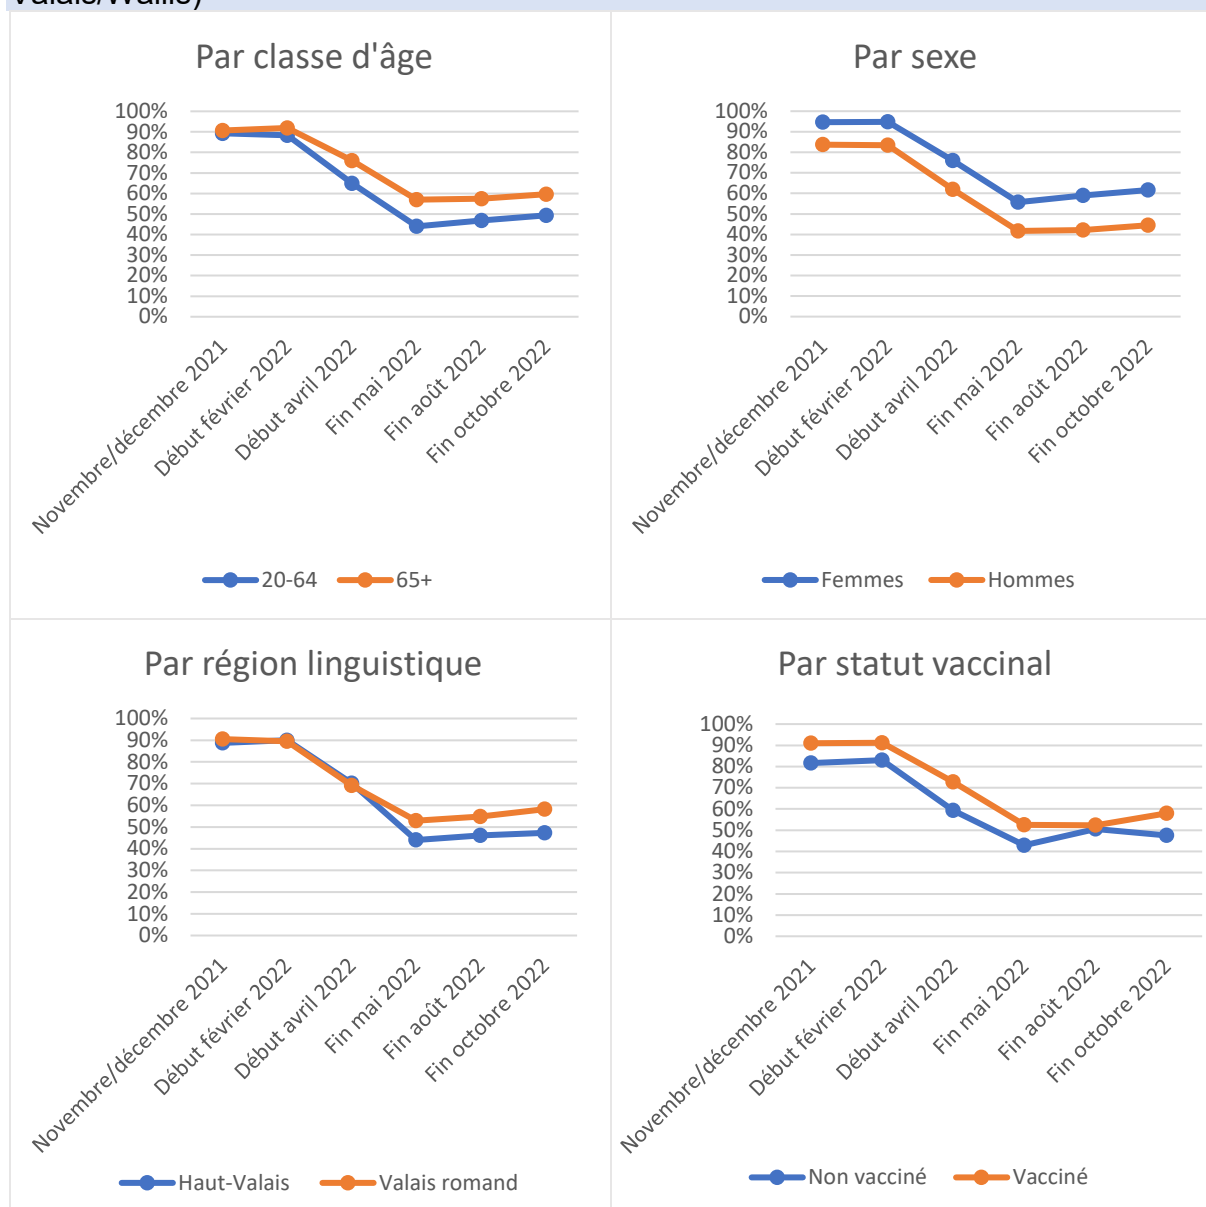 Valais/Wallis)
Par classe d'âge
100%
90%
80%
70%
60%
50%
40%
30%
20%
10%
0%
Novembre/décembre 2021
Début février 2022
Début avril 2022
Fin mai 2022
Fin août 2022
Fin octobre 2022
20-64
65+
Par sexe
100%
90%
80%
70%
60%
50%
40%
30%
20%
10%
0%
Novembre/décembre 2021
Début février 2022
Début avril 2022
Fin mai 2022
Fin août 2022
Fin octobre 2022
Femmes
Hommes
Par région linguistique
100%
90%
80%
70%
60%
50%
40%
30%
20%
10%
0%
Novembre/décembre 2021
Début février 2022
Début avril 2022
Fin mai 2022
Fin août 2022
Fin octobre 2022
Haut-Valais
Valais romand
Par statut vaccinal
100%
90%
80%
70%
60%
50%
40%
30%
20%
10%
0%
Novembre/décembre 2021
Début février 2022
Début avril 2022
Fin mai 2022
Fin août 2022
Fin octobre 2022
Non vacciné
Vacciné